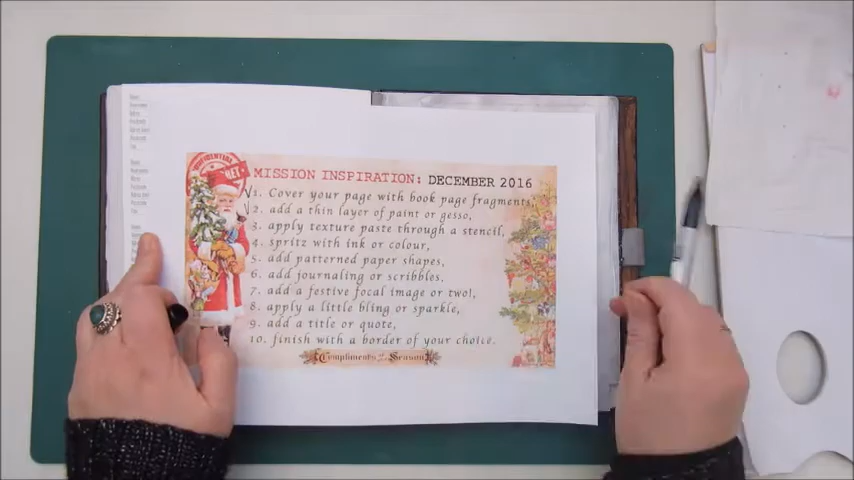 CONFIDENTIAL
MISSION INSPIRATION: DECEMBER 2016
√1. Cover your page with book page fragments,
√2. add a thin layer of paint or gesso,
3. apply texture paste through a stencil,
4. spritz with ink or colour,
5. add patterned paper shapes,
6. add journaling or scribbles,
7. add a festive focal image or two!,
8. apply a little bling or sparkle,
9. add a title or quote,
10. finish with a border of your choice.
Compliments of the Season